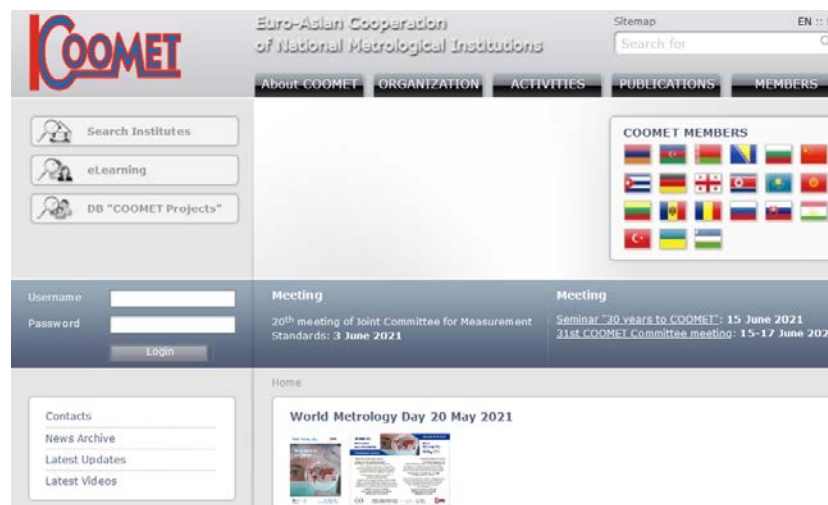 COOMET
Euro-Asian Cooperation
of National Metrological Institutions
Sitemap
EN ::
Search for
About COOMET
ORGANIZATION
ACTIVITIES
PUBLICATIONS
MEMBERS
Search Institutes
eLearning
DB "COOMET Projects"
COOMET MEMBERS
Username
Password
Login
Meeting
20th meeting of Joint Committee for Measurement
Standards: 3 June 2021
Meeting
Seminar "30 years to COOMET": 15 June 2021
31st COOMET Committee meeting: 15-17 June 202
Home
Contacts
News Archive
Latest Updates
Latest Videos
World Metrology Day 20 May 2021